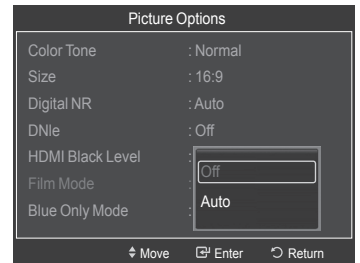 Picture Options
Color Tone : Normal
Size : 16:9
Digital NR : Auto
DNIe : Off
HDMI Black Level :
Off
Film Mode :
Auto
Blue Only Mode :
Move Enter Return